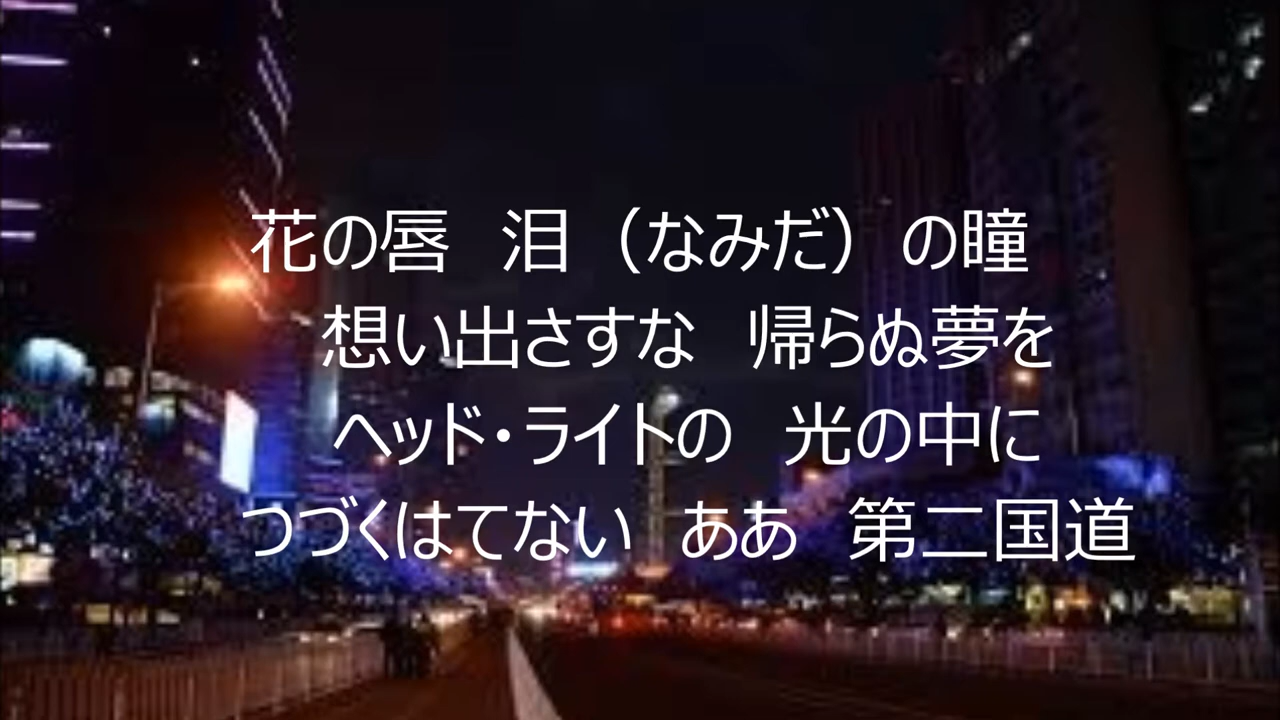 花の唇　泪（なみだ）の瞳
想い出さすな　帰らぬ夢を
ヘッド・ライトの　光の中に
つづくはてない　ああ　第二国道